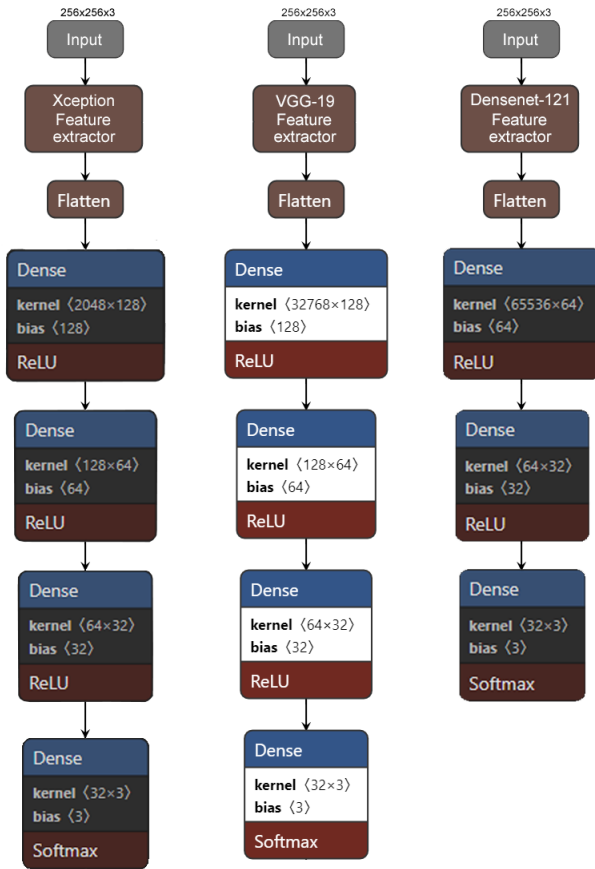 256x256x3
Input
Xception
Feature
extractor
Flatten
Dense
kernel ⟨2048×128⟩
bias ⟨128⟩
ReLU
Dense
kernel ⟨128×64⟩
bias ⟨64⟩
ReLU
Dense
kernel ⟨64×32⟩
bias ⟨32⟩
ReLU
Dense
kernel ⟨32×3⟩
bias ⟨3⟩
Softmax
256x256x3
Input
VGG-19
Feature
extractor
Flatten
Dense
kernel ⟨32768×128⟩
bias ⟨128⟩
ReLU
Dense
kernel ⟨128×64⟩
bias ⟨64⟩
ReLU
Dense
kernel ⟨64×32⟩
bias ⟨32⟩
ReLU
Dense
kernel ⟨32×3⟩
bias ⟨3⟩
Softmax
256x256x3
Input
Densenet-121
Feature
extractor
Flatten
Dense
kernel ⟨65536×64⟩
bias ⟨64⟩
ReLU
Dense
kernel ⟨64×32⟩
bias ⟨32⟩
ReLU
Dense
kernel ⟨32×3⟩
bias ⟨3⟩
Softmax